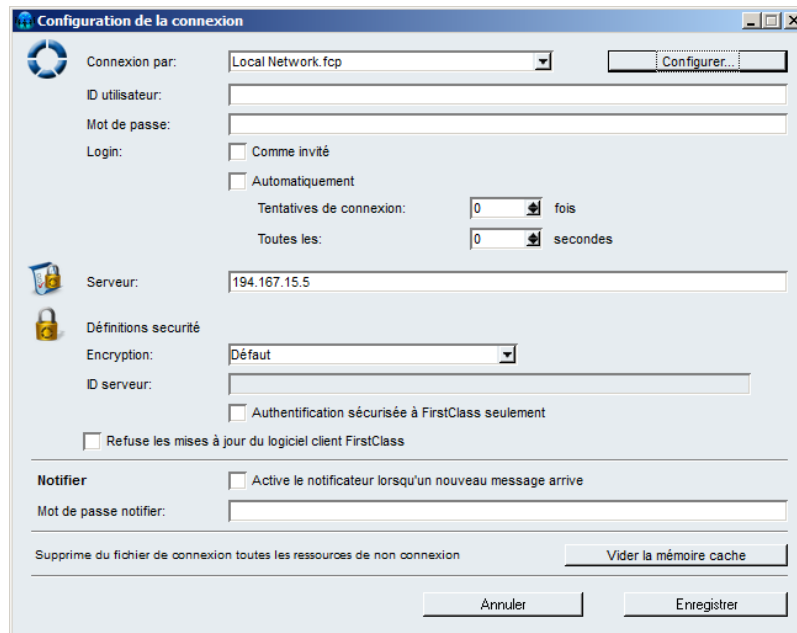 Configuration de la connexion
Connexion par: Local Network.fcp Configurer...
ID utilisateur:
Mot de passe:
Login: Comme invité
Automatiquement
Tentatives de connexion: 0 fois
Toutes les: 0 secondes
Serveur: 194.167.15.5
Définitions securité
Encryption: Défaut
ID serveur:
Authentification sécurisée à FirstClass seulement
Refuse les mises à jour du logiciel client FirstClass
Notifier Active le notificateur lorsqu'un nouveau message arrive
Mot de passe notifier:
Supprime du fichier de connexion toutes les ressources de non connexion Vider la mémoire cache
Annuler Enregistrer